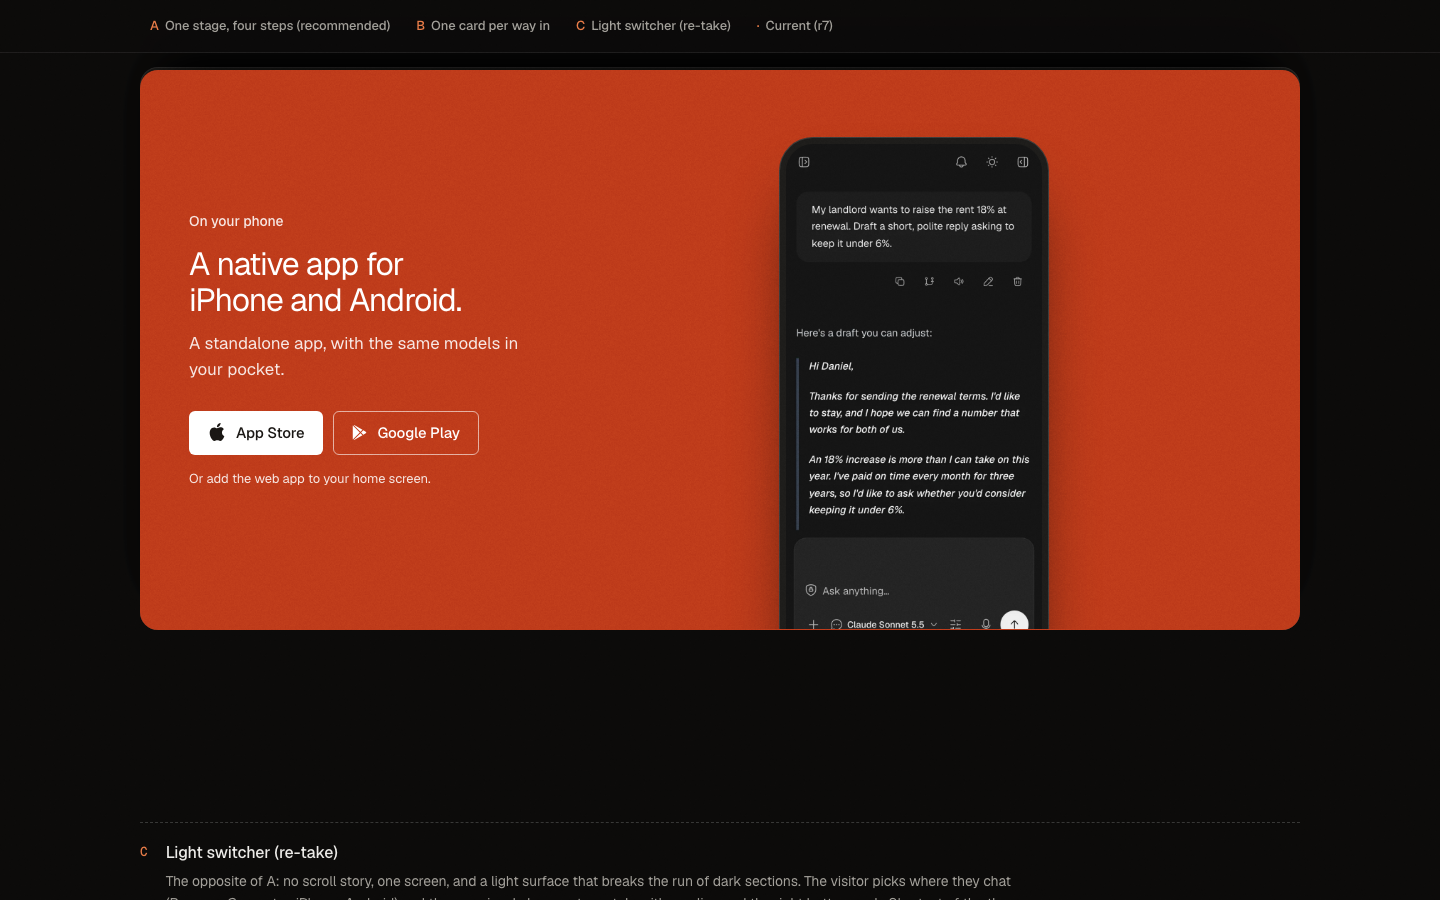 A One stage, four steps (recommended)
B One card per way in
C Light switcher (re-take)
· Current (r7)
On your phone
A native app for
iPhone and Android.
A standalone app, with the same models in
your pocket.
App Store
Google Play
Or add the web app to your home screen.
My landlord wants to raise the rent 18% at
renewal. Draft a short, polite reply asking to
keep it under 6%.
Here's a draft you can adjust:
Hi Daniel,
Thanks for sending the renewal terms. I'd like
to stay, and I hope we can find a number that
works for both of us.
An 18% increase is more than I can take on this
year. I've paid on time every month for three
years, so I'd like to ask whether you'd consider
keeping it under 6%.
Ask anything...
Claude Sonnet 5.5
C Light switcher (re-take)
The opposite of A: no scroll story, one screen, and a light surface that breaks the run of dark sections. The visitor picks where they chat